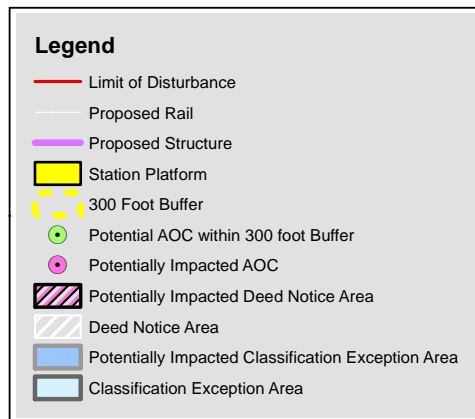 Legend
Limit of Disturbance
Proposed Rail
Proposed Structure
Station Platform
300 Foot Buffer
Potential AOC within 300 foot Buffer
Potentially Impacted AOC
Potentially Impacted Deed Notice Area
Deed Notice Area
Potentially Impacted Classification Exception Area
Classification Exception Area